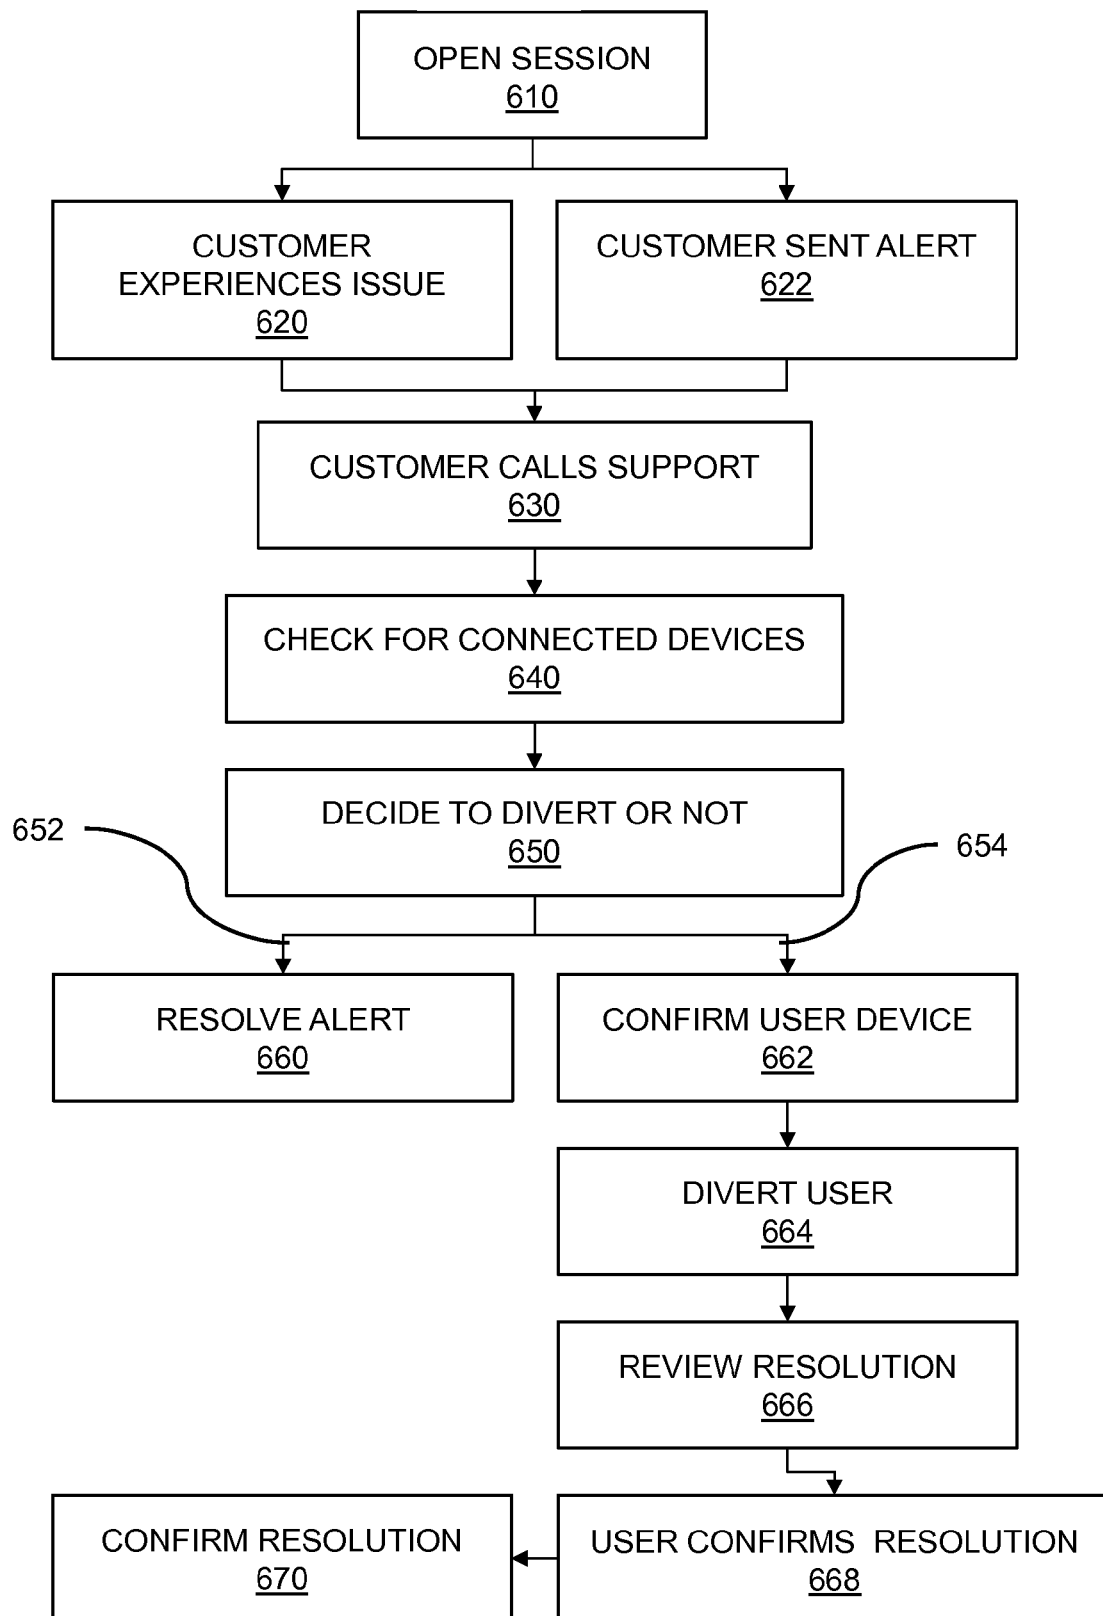 OPEN SESSION
610
CUSTOMER
EXPERIENCES ISSUE
620
CUSTOMER SENT ALERT
622
CUSTOMER CALLS SUPPORT
630
CHECK FOR CONNECTED DEVICES
640
DECIDE TO DIVERT OR NOT
650
652
654
RESOLVE ALERT
660
CONFIRM USER DEVICE
662
DIVERT USER
664
REVIEW RESOLUTION
666
CONFIRM RESOLUTION
670
USER CONFIRMS RESOLUTION
668